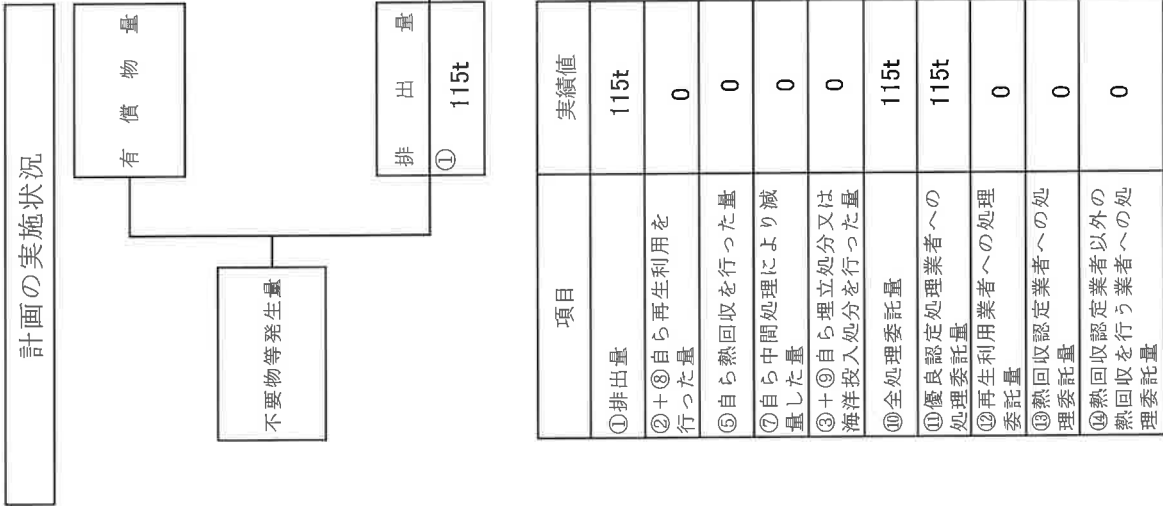 計画の実施状況
有償物量
不要物等発生量
排出量
①
115t
項目
実績値
①排出量
115t
②+⑧自ら再生利用を
行った量
0
⑤自ら熱回収を行った量
0
⑦自ら中間処理により減
量した量
0
③+⑨自ら埋立処分又は
海洋投入処分を行った量
0
⑩全処理委託量
115t
⑪優良認定処理業者への
処理委託量
115t
⑫再生利用業者への処理
委託量
0
⑬熱回収認定業者への処
理委託量
0
⑭熱回収認定業者以外の
熱回収を行う業者への処
理委託量
0